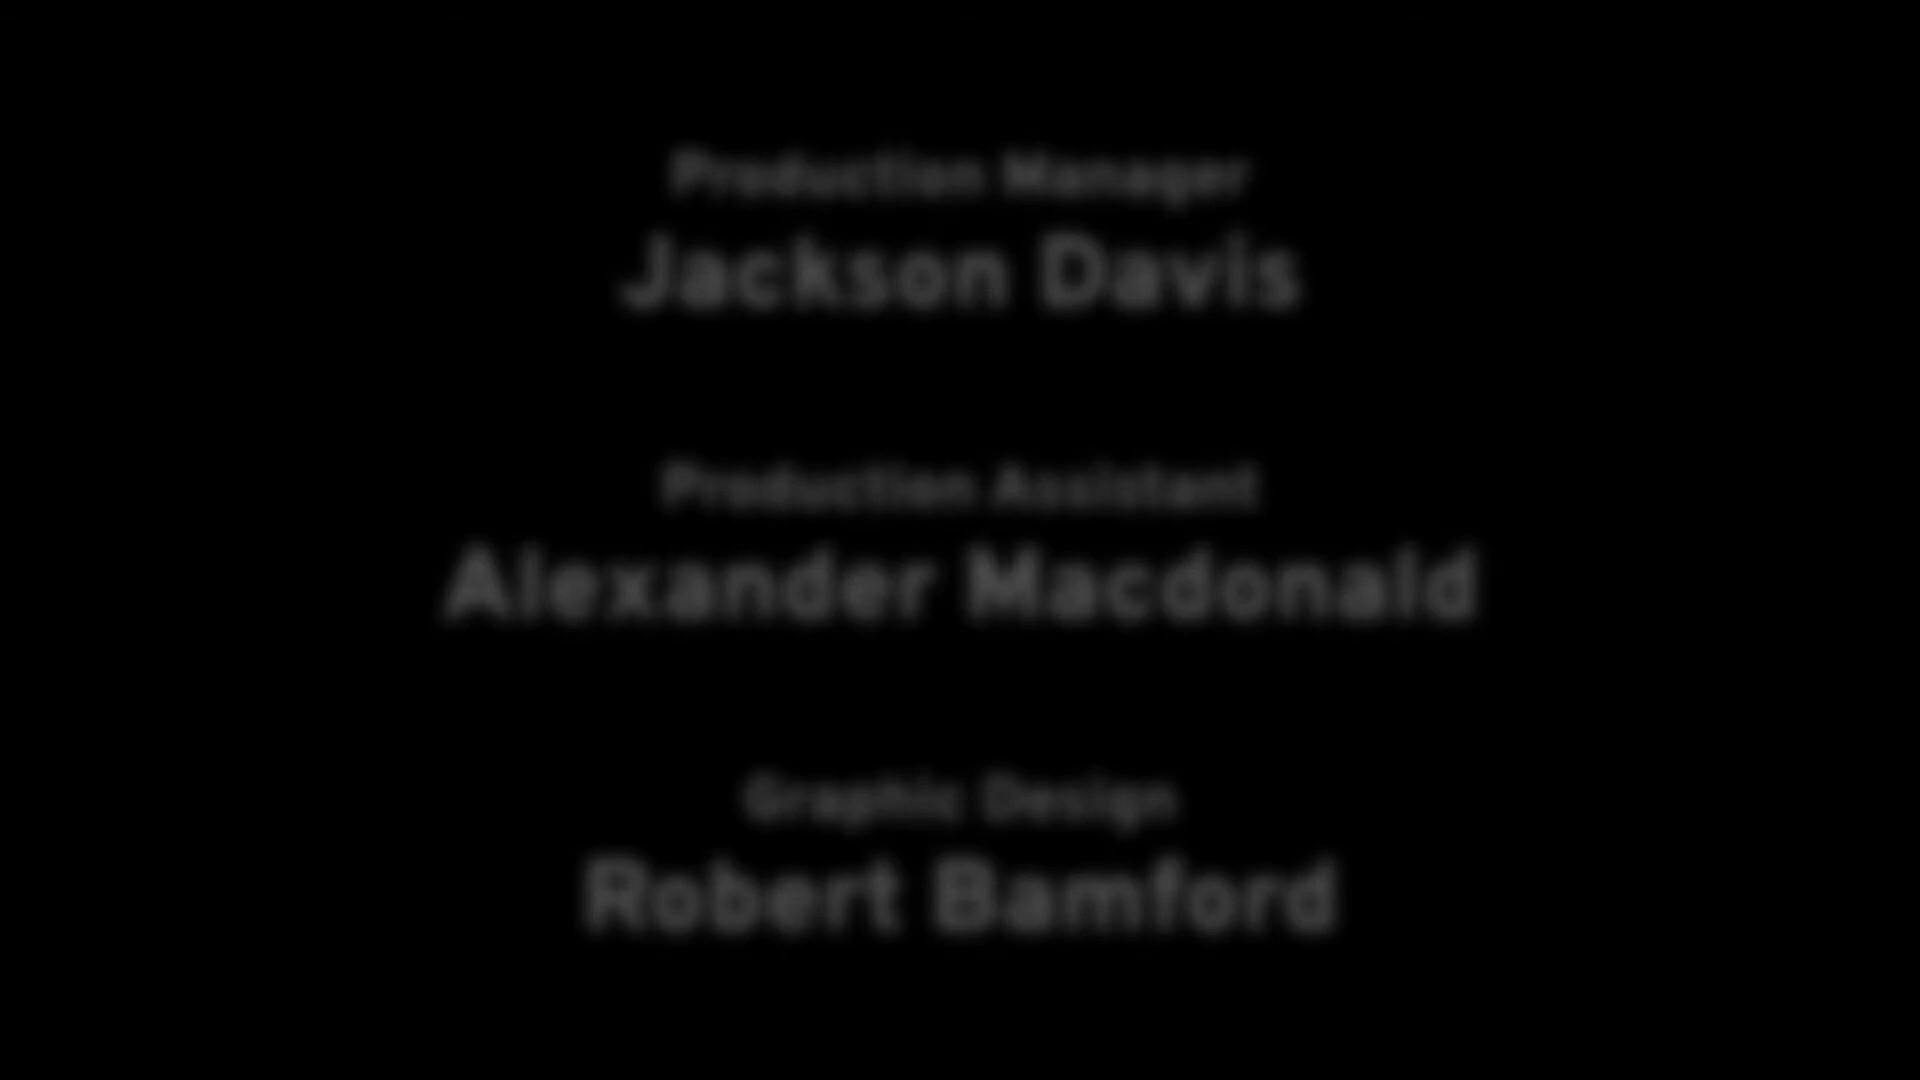 Production Manager
Jackson Davis
Production Assistant
Alexander Macdonald
Graphic Design
Robert Bamford